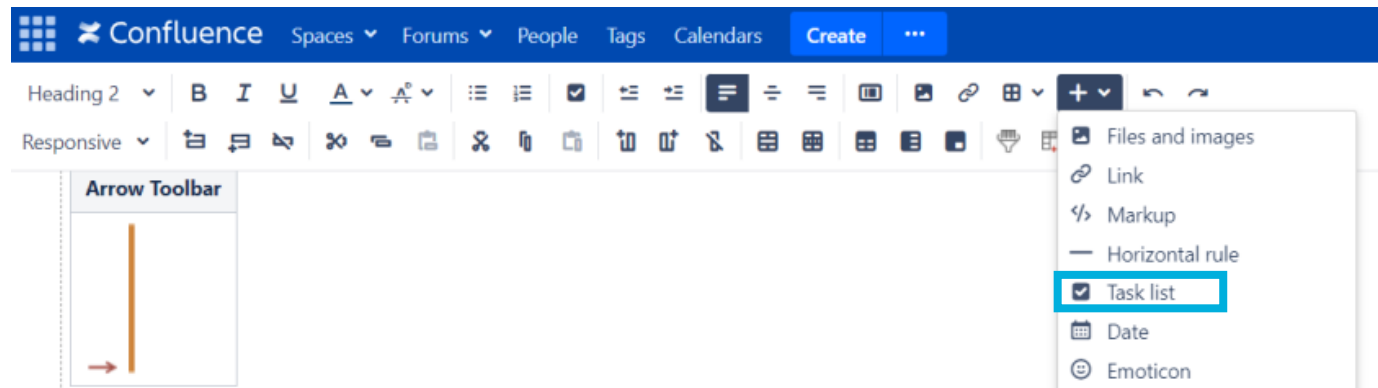 Confluence Spaces Forums People Tags Calendars Create ...
Heading 2 B I U A A
Responsive
Files and images
Arrow Toolbar
Link
Markup
Horizontal rule
Task list
Date
Emoticon